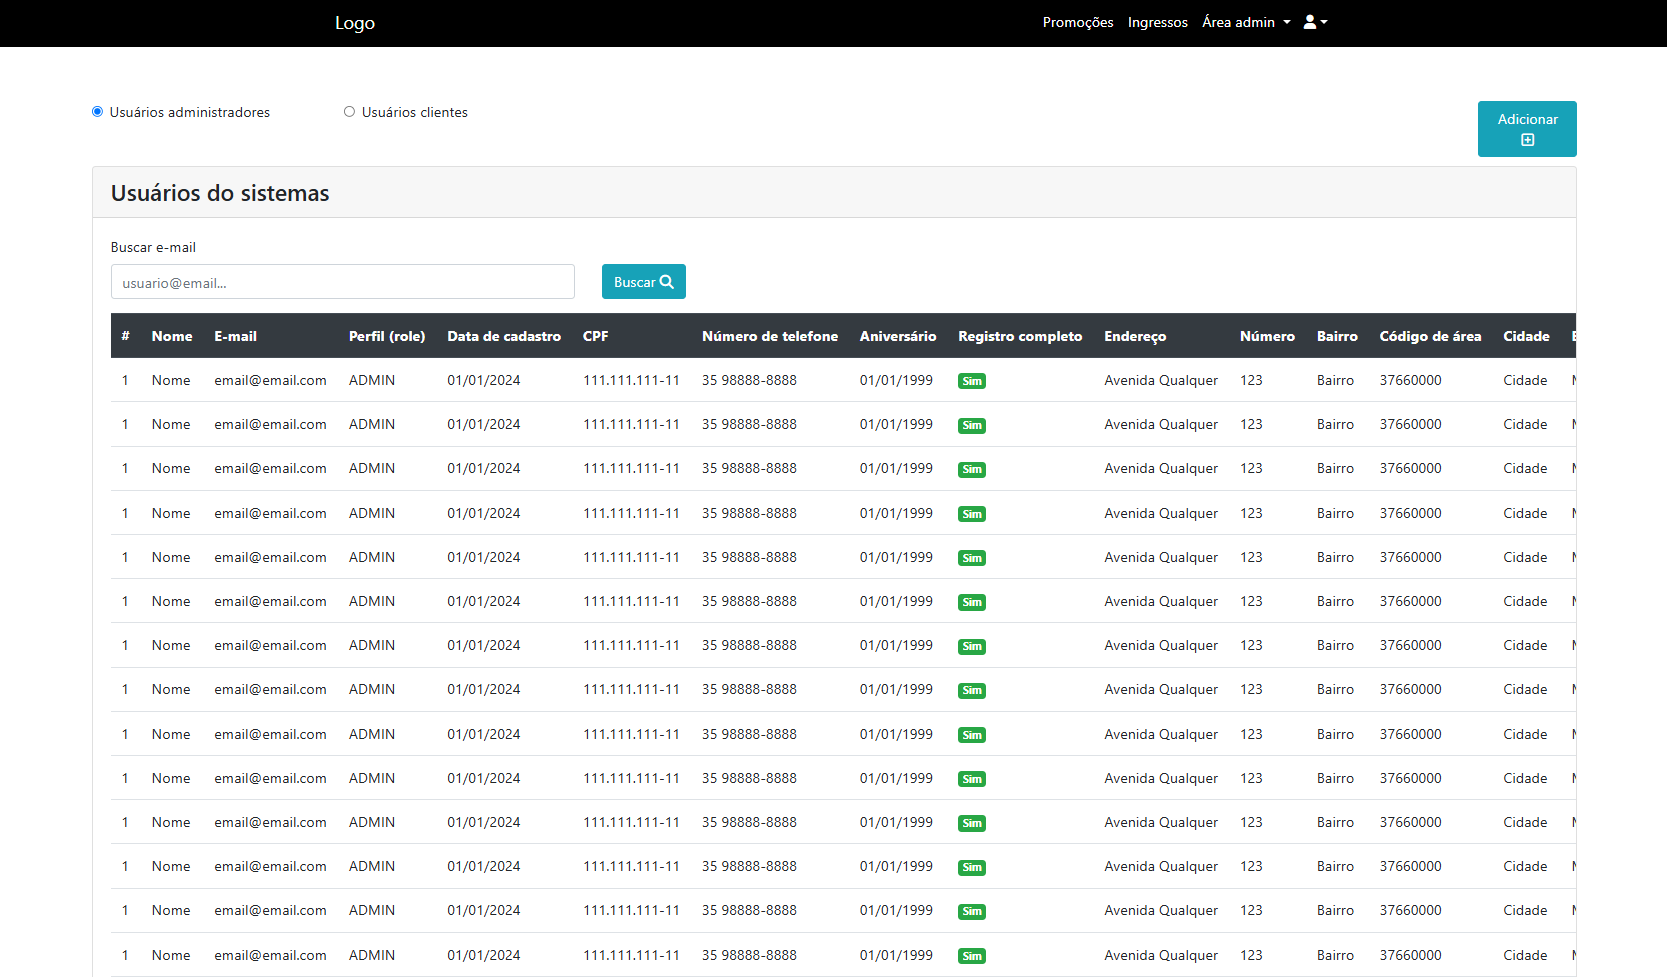 Logo Promoções Ingressos Área admin
Usuários administradores Usuários clientes Adicionar
Usuários do sistemas
Buscar e-mail
usuario@email... Buscar
# Nome E-mail Perfil (role) Data de cadastro CPF Número de telefone Aniversário Registro completo Endereço Número Bairro Código de área Cidade
1 Nome email@email.com ADMIN 01/01/2024 111.111.111-11 35 98888-8888 01/01/1999 Sim Avenida Qualquer 123 Bairro 37660000 Cidade
1 Nome email@email.com ADMIN 01/01/2024 111.111.111-11 35 98888-8888 01/01/1999 Sim Avenida Qualquer 123 Bairro 37660000 Cidade
1 Nome email@email.com ADMIN 01/01/2024 111.111.111-11 35 98888-8888 01/01/1999 Sim Avenida Qualquer 123 Bairro 37660000 Cidade
1 Nome email@email.com ADMIN 01/01/2024 111.111.111-11 35 98888-8888 01/01/1999 Sim Avenida Qualquer 123 Bairro 37660000 Cidade
1 Nome email@email.com ADMIN 01/01/2024 111.111.111-11 35 98888-8888 01/01/1999 Sim Avenida Qualquer 123 Bairro 37660000 Cidade
1 Nome email@email.com ADMIN 01/01/2024 111.111.111-11 35 98888-8888 01/01/1999 Sim Avenida Qualquer 123 Bairro 37660000 Cidade
1 Nome email@email.com ADMIN 01/01/2024 111.111.111-11 35 98888-8888 01/01/1999 Sim Avenida Qualquer 123 Bairro 37660000 Cidade
1 Nome email@email.com ADMIN 01/01/2024 111.111.111-11 35 98888-8888 01/01/1999 Sim Avenida Qualquer 123 Bairro 37660000 Cidade
1 Nome email@email.com ADMIN 01/01/2024 111.111.111-11 35 98888-8888 01/01/1999 Sim Avenida Qualquer 123 Bairro 37660000 Cidade
1 Nome email@email.com ADMIN 01/01/2024 111.111.111-11 35 98888-8888 01/01/1999 Sim Avenida Qualquer 123 Bairro 37660000 Cidade
1 Nome email@email.com ADMIN 01/01/2024 111.111.111-11 35 98888-8888 01/01/1999 Sim Avenida Qualquer 123 Bairro 37660000 Cidade
1 Nome email@email.com ADMIN 01/01/2024 111.111.111-11 35 98888-8888 01/01/1999 Sim Avenida Qualquer 123 Bairro 37660000 Cidade
1 Nome email@email.com ADMIN 01/01/2024 111.111.111-11 35 98888-8888 01/01/1999 Sim Avenida Qualquer 123 Bairro 37660000 Cidade
1 Nome email@email.com ADMIN 01/01/2024 111.111.111-11 35 98888-8888 01/01/1999 Sim Avenida Qualquer 123 Bairro 37660000 Cidade